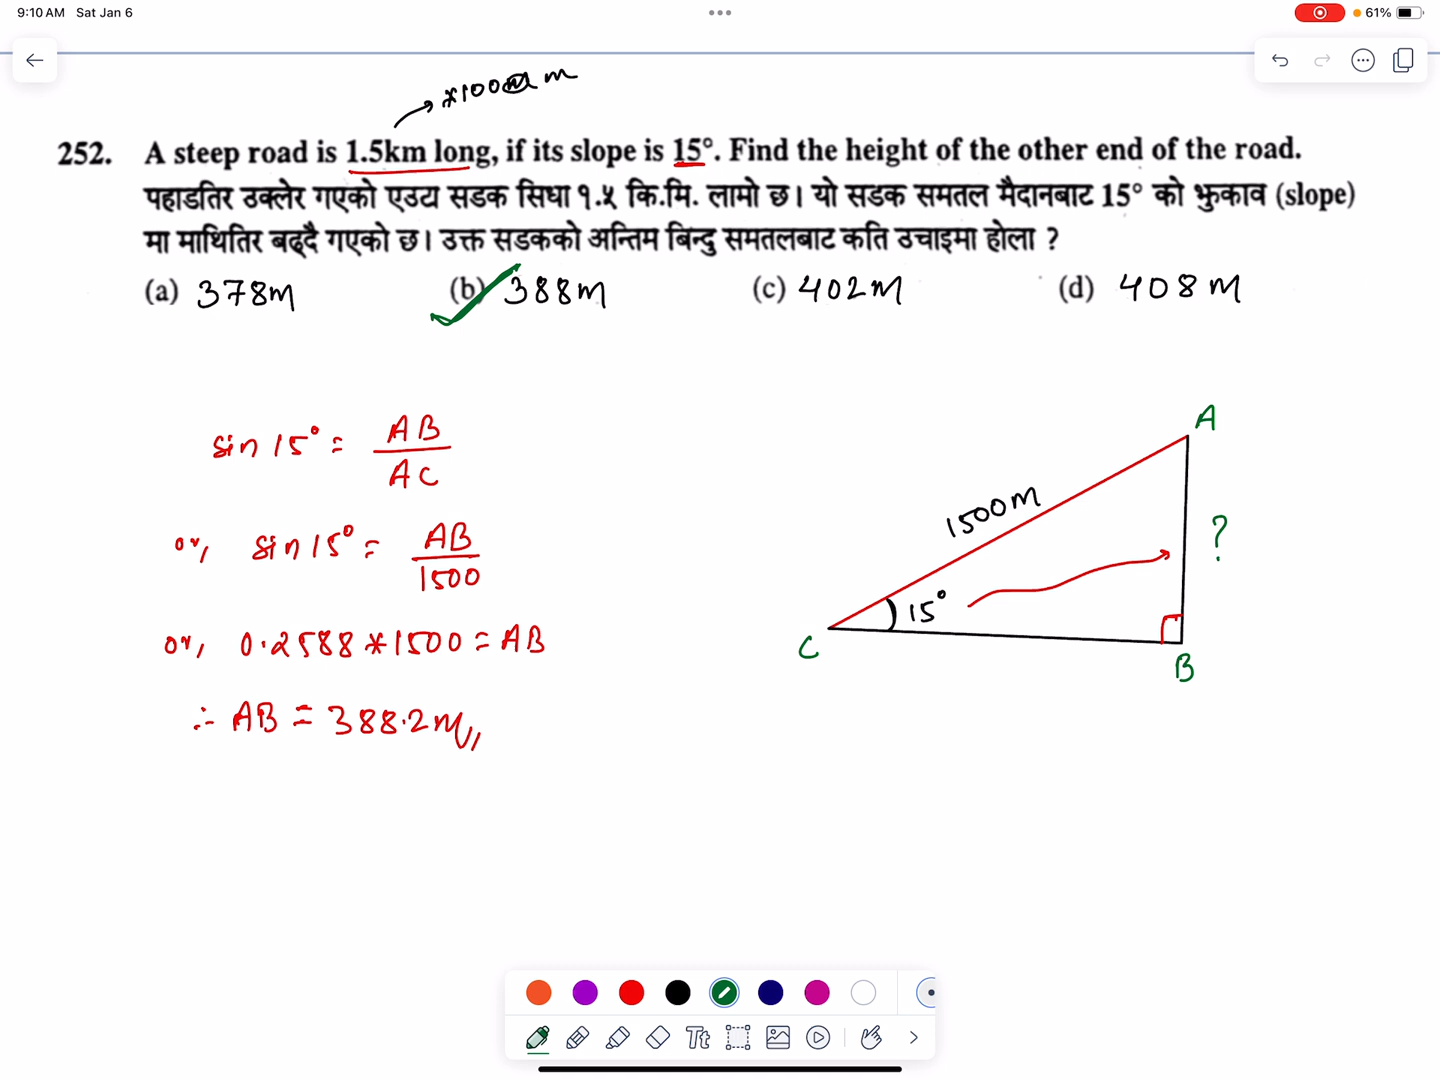 9:10 AM Sat Jan 6
61%
*1000 m
252. A steep road is 1.5km long, if its slope is 15°. Find the height of the other end of the road.
पहाडतिर उक्लेर गएको एउटा सडक सिधा १.५ कि.मि. लामो छ। यो सडक समतल मैदानबाट 15° को झुकाव (slope)
मा माथितिर बढ्दै गएको छ। उक्त सडकको अन्तिम बिन्दु समतलबाट कति उचाइमा होला ?
(a) 378m (b) 388m (c) 402m (d) 408m
sin 15° = AB/AC
or, sin 15° = AB/1500
or, 0.2588*1500 = AB
∴ AB = 388.2m,
A
1500m
?
15°
C
B
Tt